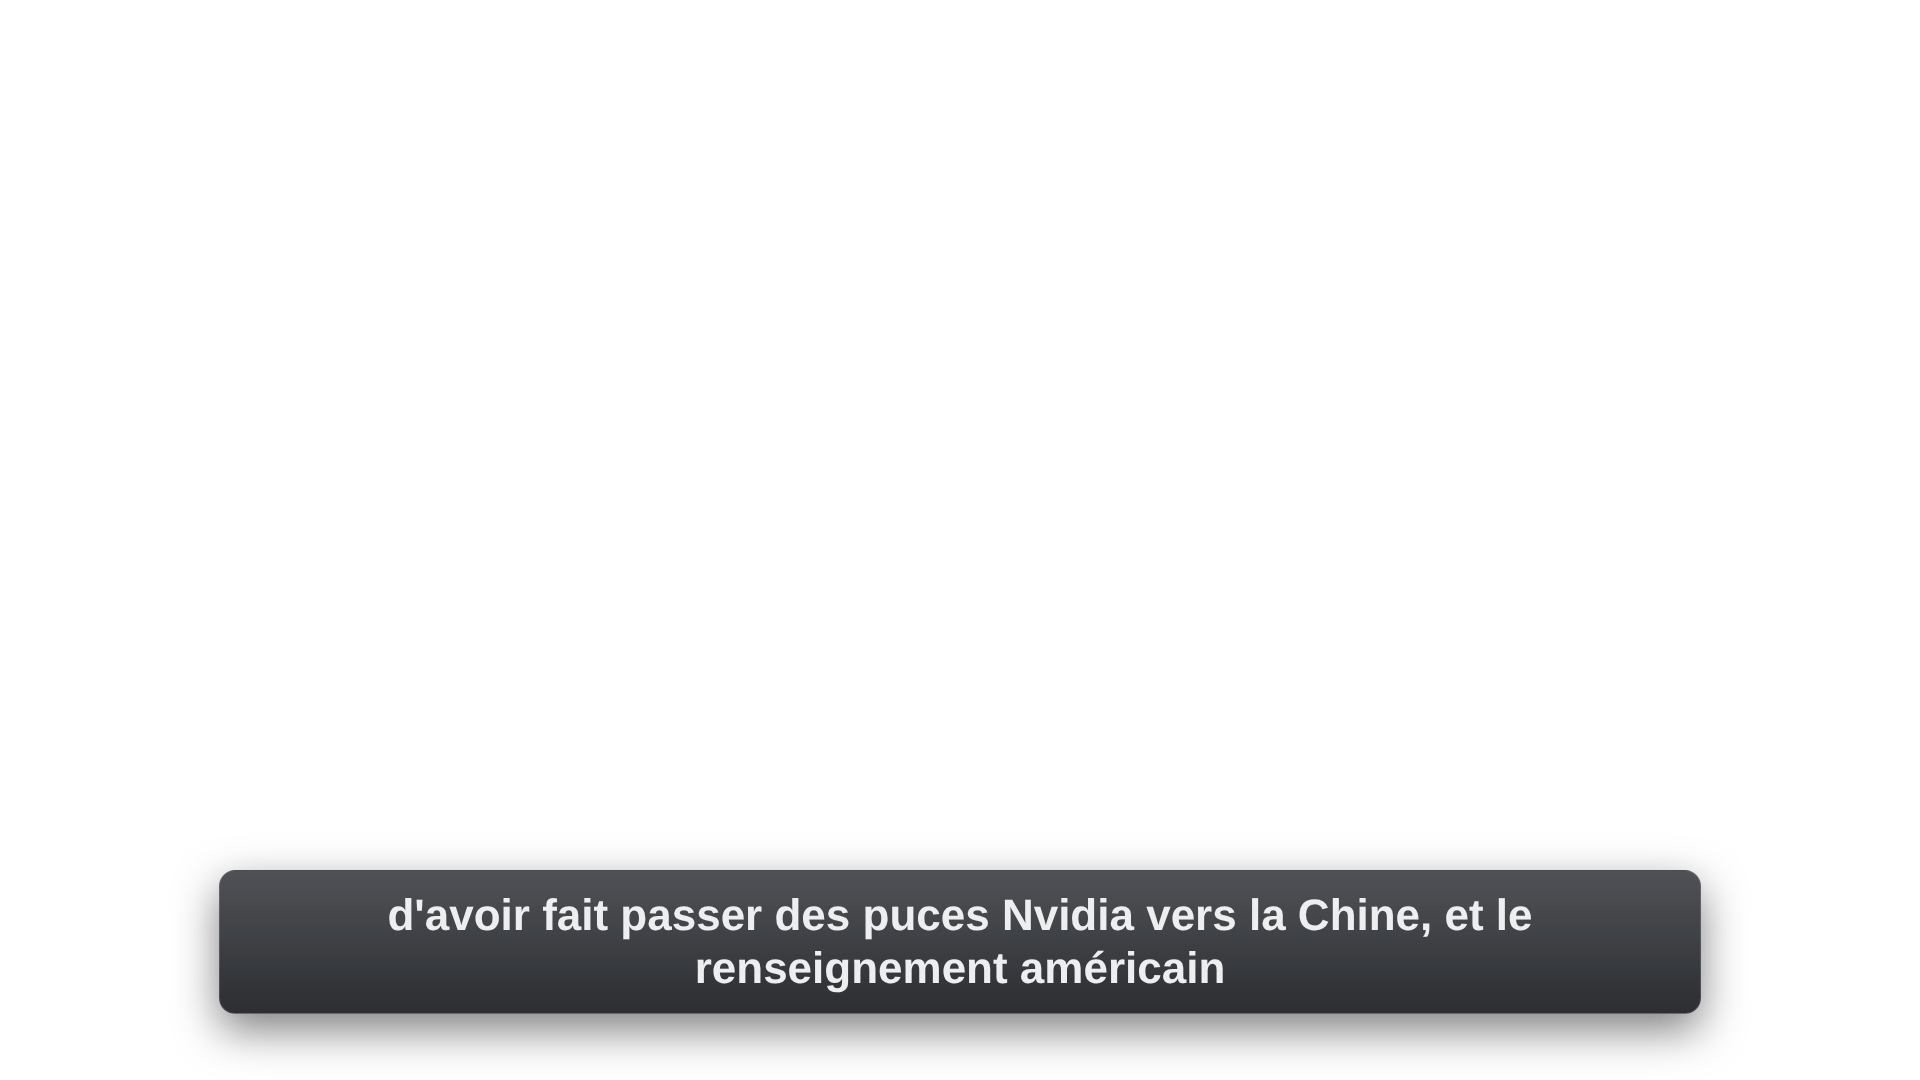 d'avoir fait passer des puces Nvidia vers la Chine, et le
renseignement américain